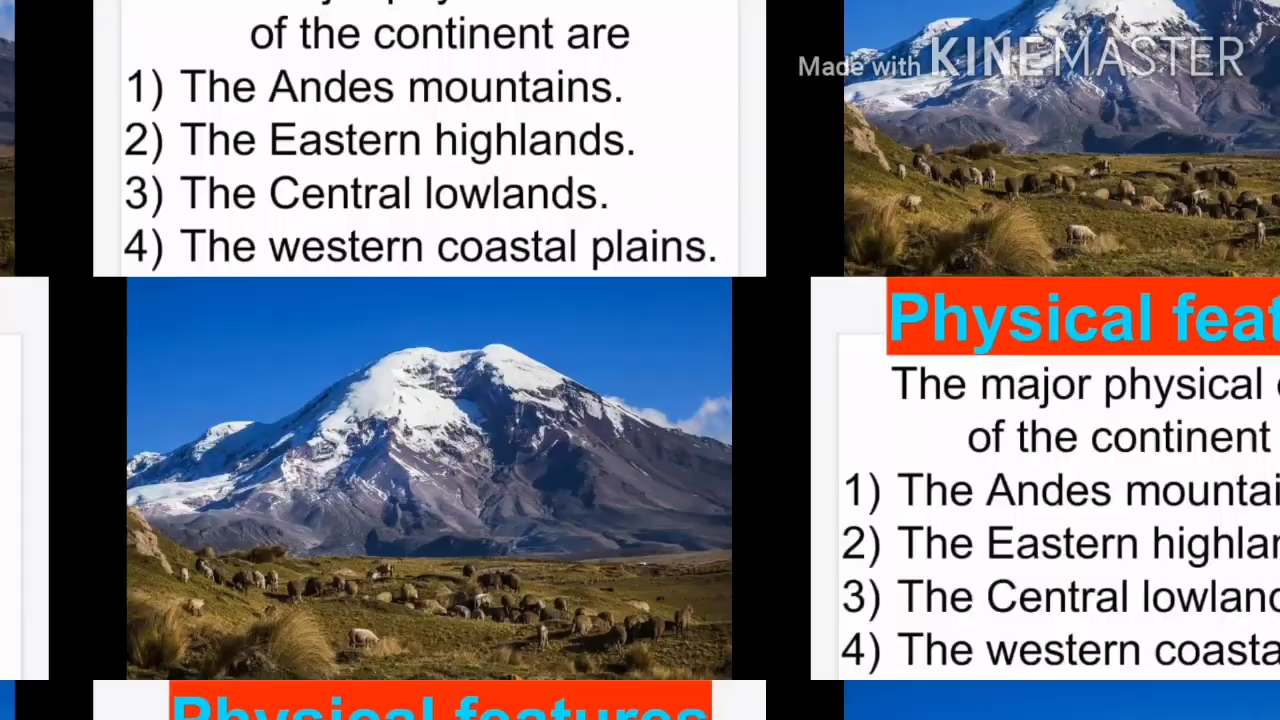 of the continent are
1) The Andes mountains.
2) The Eastern highlands.
3) The Central lowlands.
4) The western coastal plains.
Made with KINEMASTER
Physical feat
The major physical
of the continent
1) The Andes mountai
2) The Eastern highlan
3) The Central lowland
4) The western coasta
Physical features